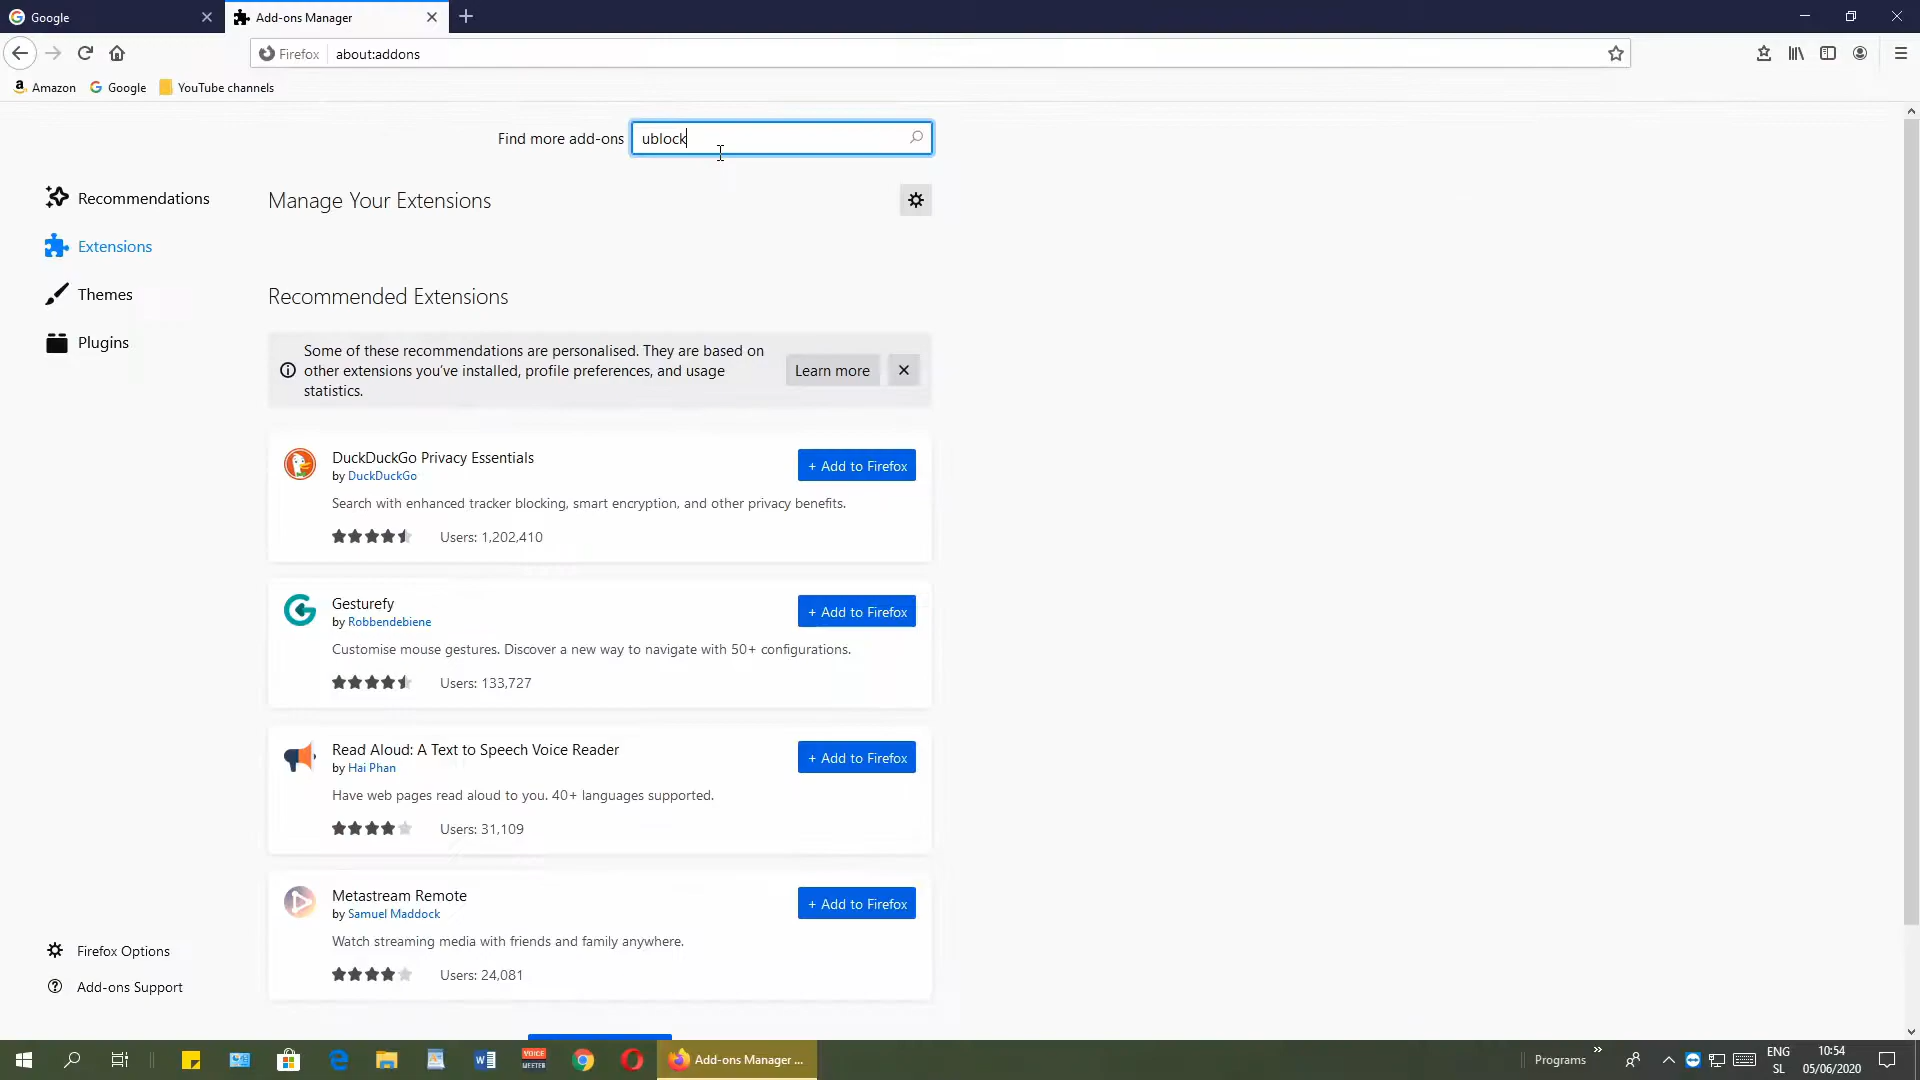 Google
Add-ons Manager
Firefox
about:addons
Amazon
Google
YouTube channels
Find more add-ons
ublock
Recommendations
Extensions
Themes
Plugins
Manage Your Extensions
Recommended Extensions
Some of these recommendations are personalised. They are based on
other extensions you've installed, profile preferences, and usage
statistics.
Learn more
DuckDuckGo Privacy Essentials
by DuckDuckGo
Search with enhanced tracker blocking, smart encryption, and other privacy benefits.
Users: 1,202,410
+ Add to Firefox
Gesturefy
by Robbendebiene
Customise mouse gestures. Discover a new way to navigate with 50+ configurations.
Users: 133,727
+ Add to Firefox
Read Aloud: A Text to Speech Voice Reader
by Hai Phan
Have web pages read aloud to you. 40+ languages supported.
Users: 31,109
+ Add to Firefox
Metastream Remote
by Samuel Maddock
Watch streaming media with friends and family anywhere.
Users: 24,081
+ Add to Firefox
Firefox Options
Add-ons Support
VOICE
MEETER
Add-ons Manager ...
Programs
ENG
SL
10:54
05/06/2020